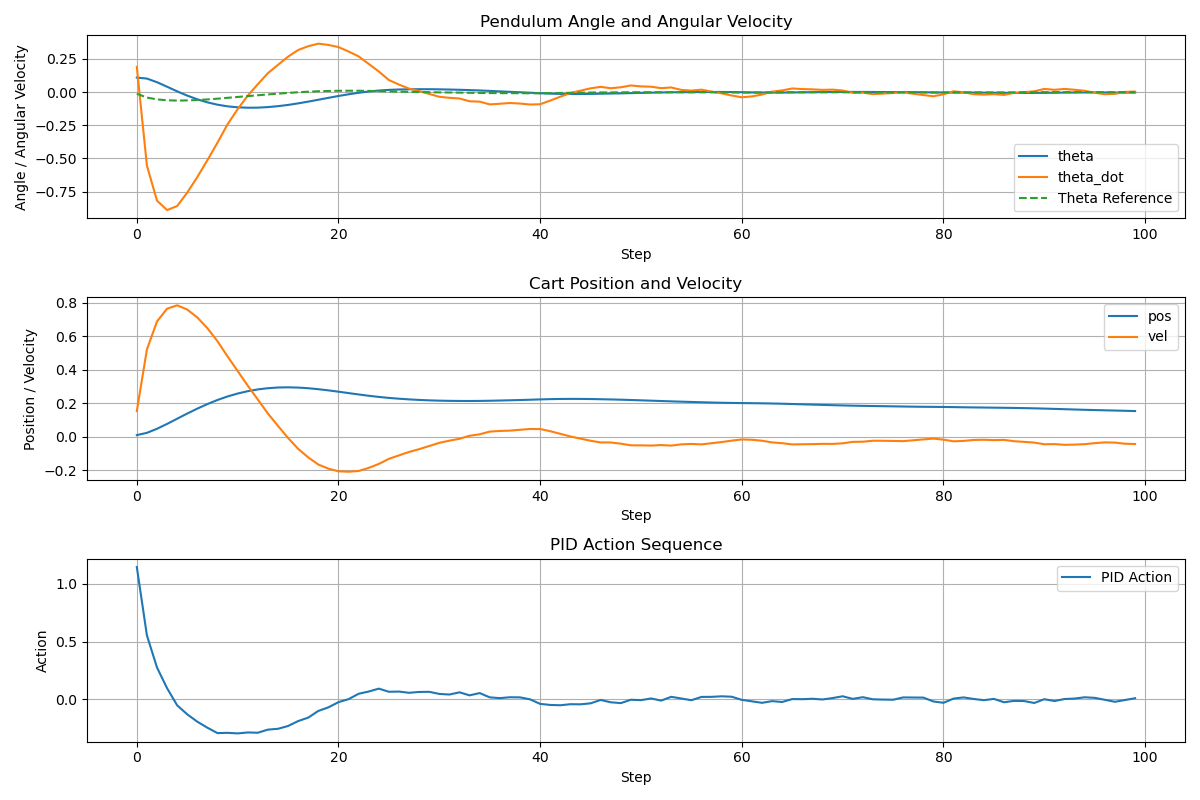 Pendulum Angle and Angular Velocity
Angle / Angular Velocity
0.25
0.00
−0.25
−0.50
−0.75
theta
theta_dot
Theta Reference
0 20 40 60 80 100
Step
Cart Position and Velocity
Position / Velocity
0.8
0.6
0.4
0.2
0.0
−0.2
pos
vel
0 20 40 60 80 100
Step
PID Action Sequence
Action
1.0
0.5
0.0
PID Action
0 20 40 60 80 100
Step